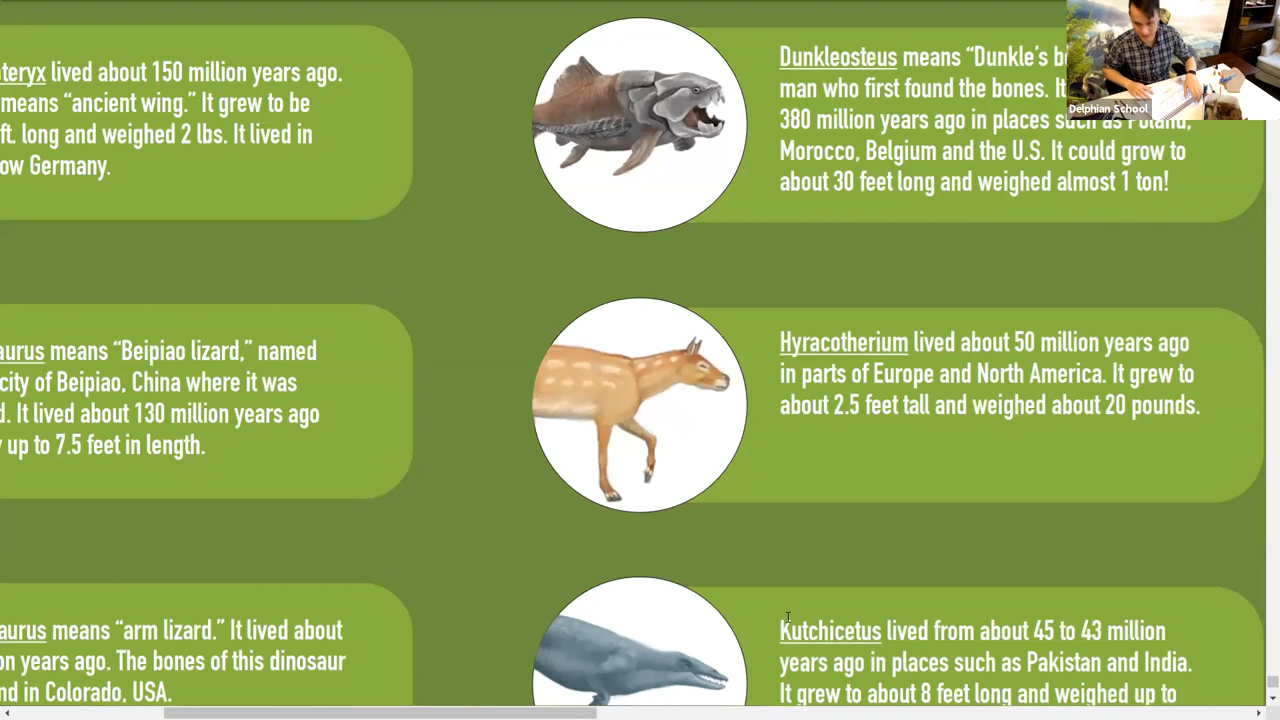 teryx lived about 150 million years ago.
means “ancient wing.” It grew to be
ft. long and weighed 2 lbs. It lived in
ow Germany.
aurus means “Beipiao lizard,” named
city of Beipiao, China where it was
d. It lived about 130 million years ago
up to 7.5 feet in length.
aurus means “arm lizard.” It lived about
on years ago. The bones of this dinosaur
nd in Colorado, USA.
Dunkleosteus means “Dunkle’s b
man who first found the bones. It
380 million years ago in places such as Poland,
Morocco, Belgium and the U.S. It could grow to
about 30 feet long and weighed almost 1 ton!
Hyracotherium lived about 50 million years ago
in parts of Europe and North America. It grew to
about 2.5 feet tall and weighed about 20 pounds.
Kutchicetus lived from about 45 to 43 million
years ago in places such as Pakistan and India.
It grew to about 8 feet long and weighed up to
Delphian School